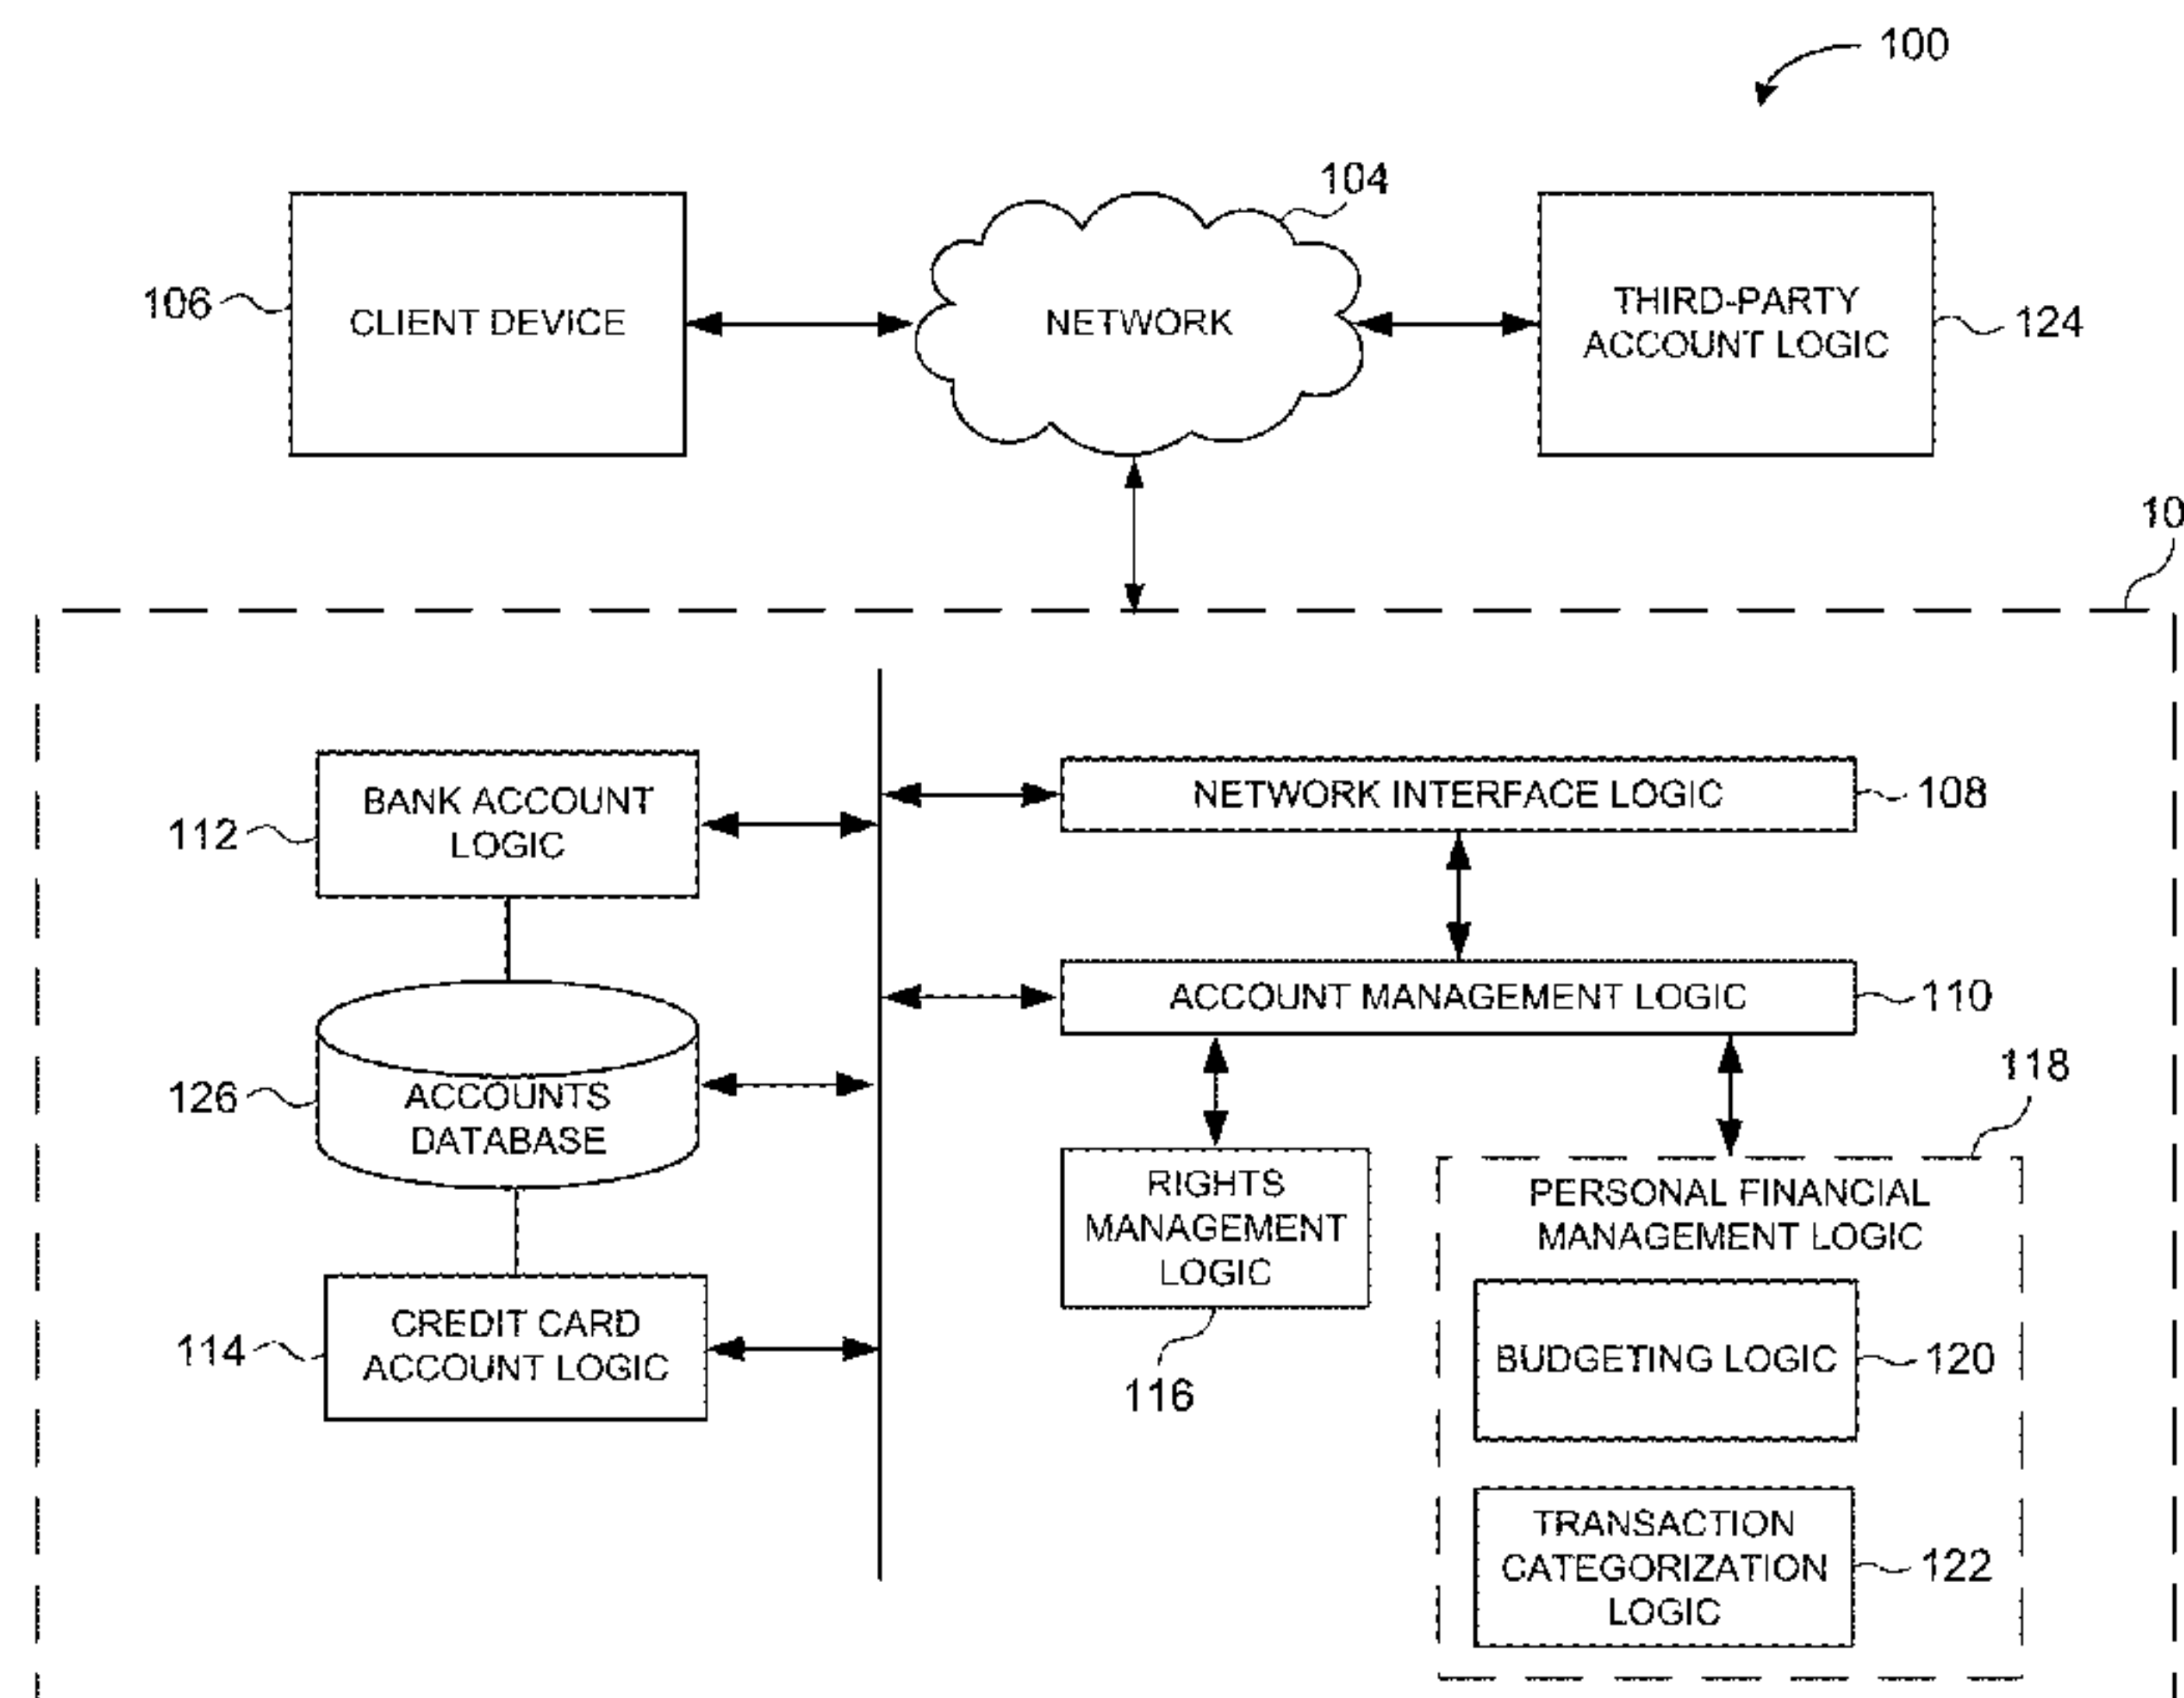 100
104
106
CLIENT DEVICE
NETWORK
THIRD-PARTY
ACCOUNT LOGIC
124
10
BANK ACCOUNT
LOGIC
112
NETWORK INTERFACE LOGIC
108
ACCOUNT MANAGEMENT LOGIC
110
126
ACCOUNTS
DATABASE
118
RIGHTS
MANAGEMENT
LOGIC
116
PERSONAL FINANCIAL
MANAGEMENT LOGIC
114
CREDIT CARD
ACCOUNT LOGIC
BUDGETING LOGIC
120
TRANSACTION
CATEGORIZATION
LOGIC
122